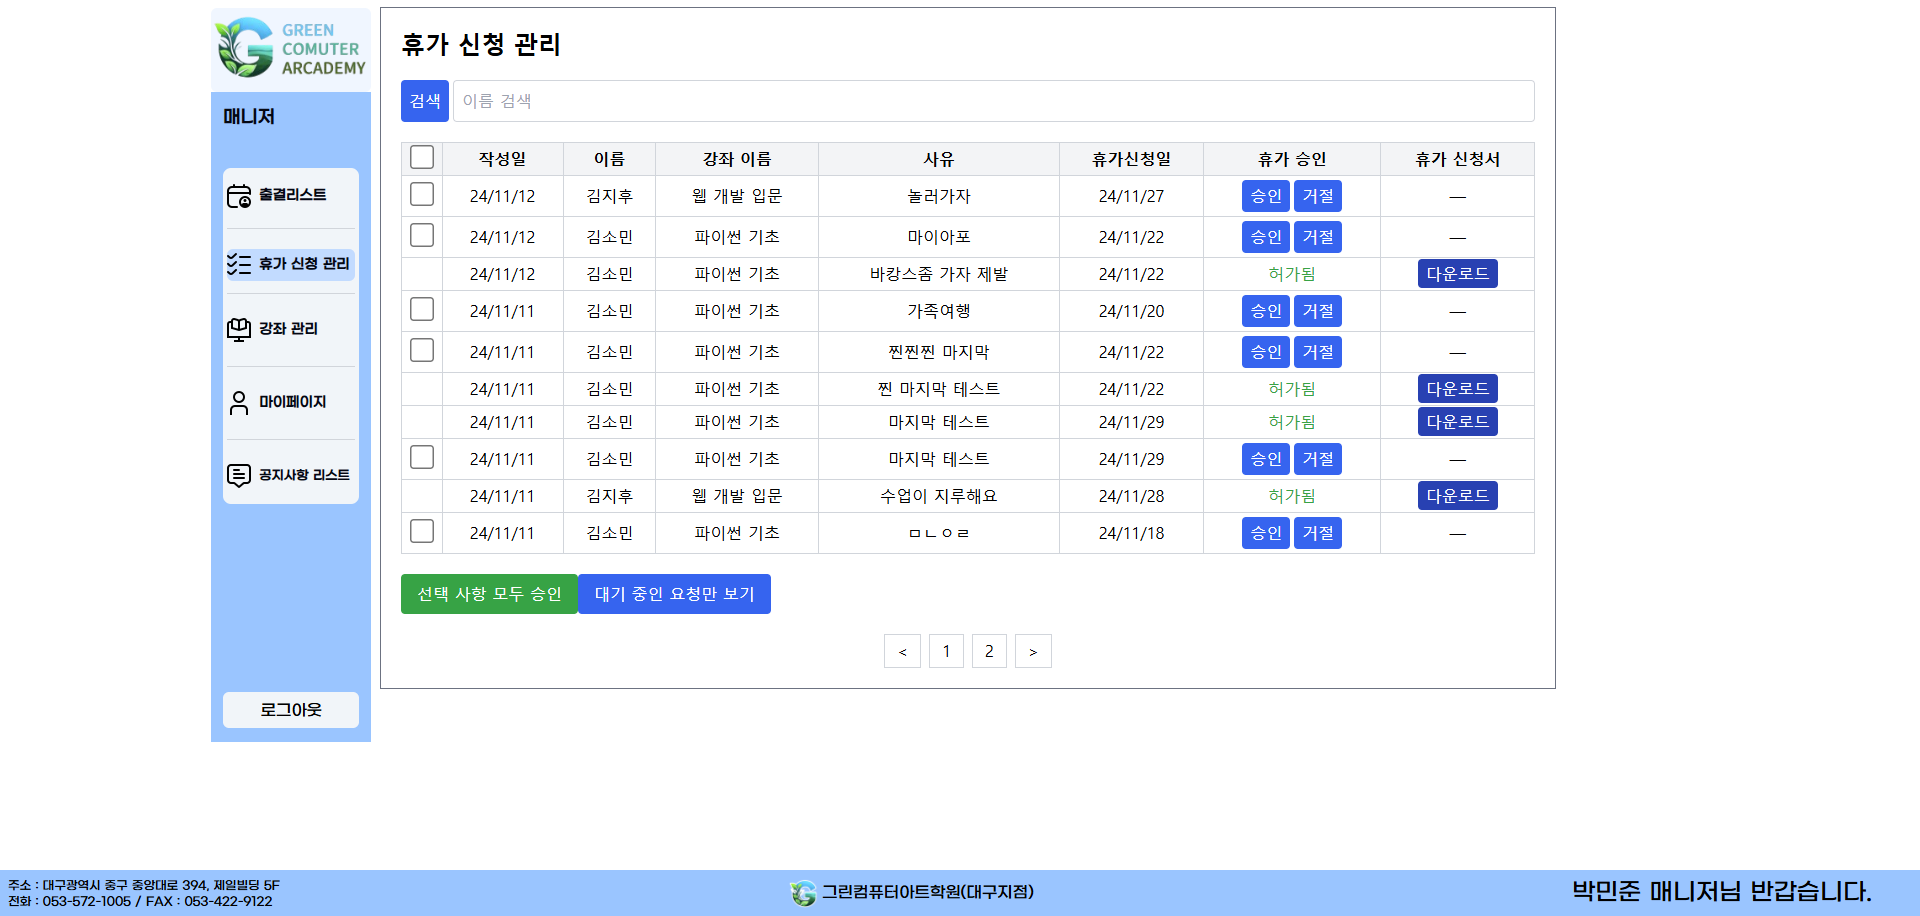 GREEN
COMUTER
ARCADEMY
매니저
출결리스트
휴가 신청 관리
강좌 관리
마이페이지
공지사항 리스트
로그아웃
휴가 신청 관리
검색 이름 검색
작성일 이름 강좌 이름 사유 휴가신청일 휴가 승인 휴가 신청서
24/11/12 김지후 웹 개발 입문 놀러가자 24/11/27 승인 거절 —
24/11/12 김소민 파이썬 기초 마이아포 24/11/22 승인 거절 —
24/11/12 김소민 파이썬 기초 바캉스좀 가자 제발 24/11/22 허가됨 다운로드
24/11/11 김소민 파이썬 기초 가족여행 24/11/20 승인 거절 —
24/11/11 김소민 파이썬 기초 찐찐찐 마지막 24/11/22 승인 거절 —
24/11/11 김소민 파이썬 기초 찐 마지막 테스트 24/11/22 허가됨 다운로드
24/11/11 김소민 파이썬 기초 마지막 테스트 24/11/29 허가됨 다운로드
24/11/11 김소민 파이썬 기초 마지막 테스트 24/11/29 승인 거절 —
24/11/11 김지후 웹 개발 입문 수업이 지루해요 24/11/28 허가됨 다운로드
24/11/11 김소민 파이썬 기초 ㅁㄴㅇㄹ 24/11/18 승인 거절 —
선택 사항 모두 승인 대기 중인 요청만 보기
< 1 2 >
주소 : 대구광역시 중구 중앙대로 394, 제일빌딩 5F
전화 : 053-572-1005 / FAX : 053-422-9122
그린컴퓨터아트학원(대구지점)
박민준 매니저님 반갑습니다.